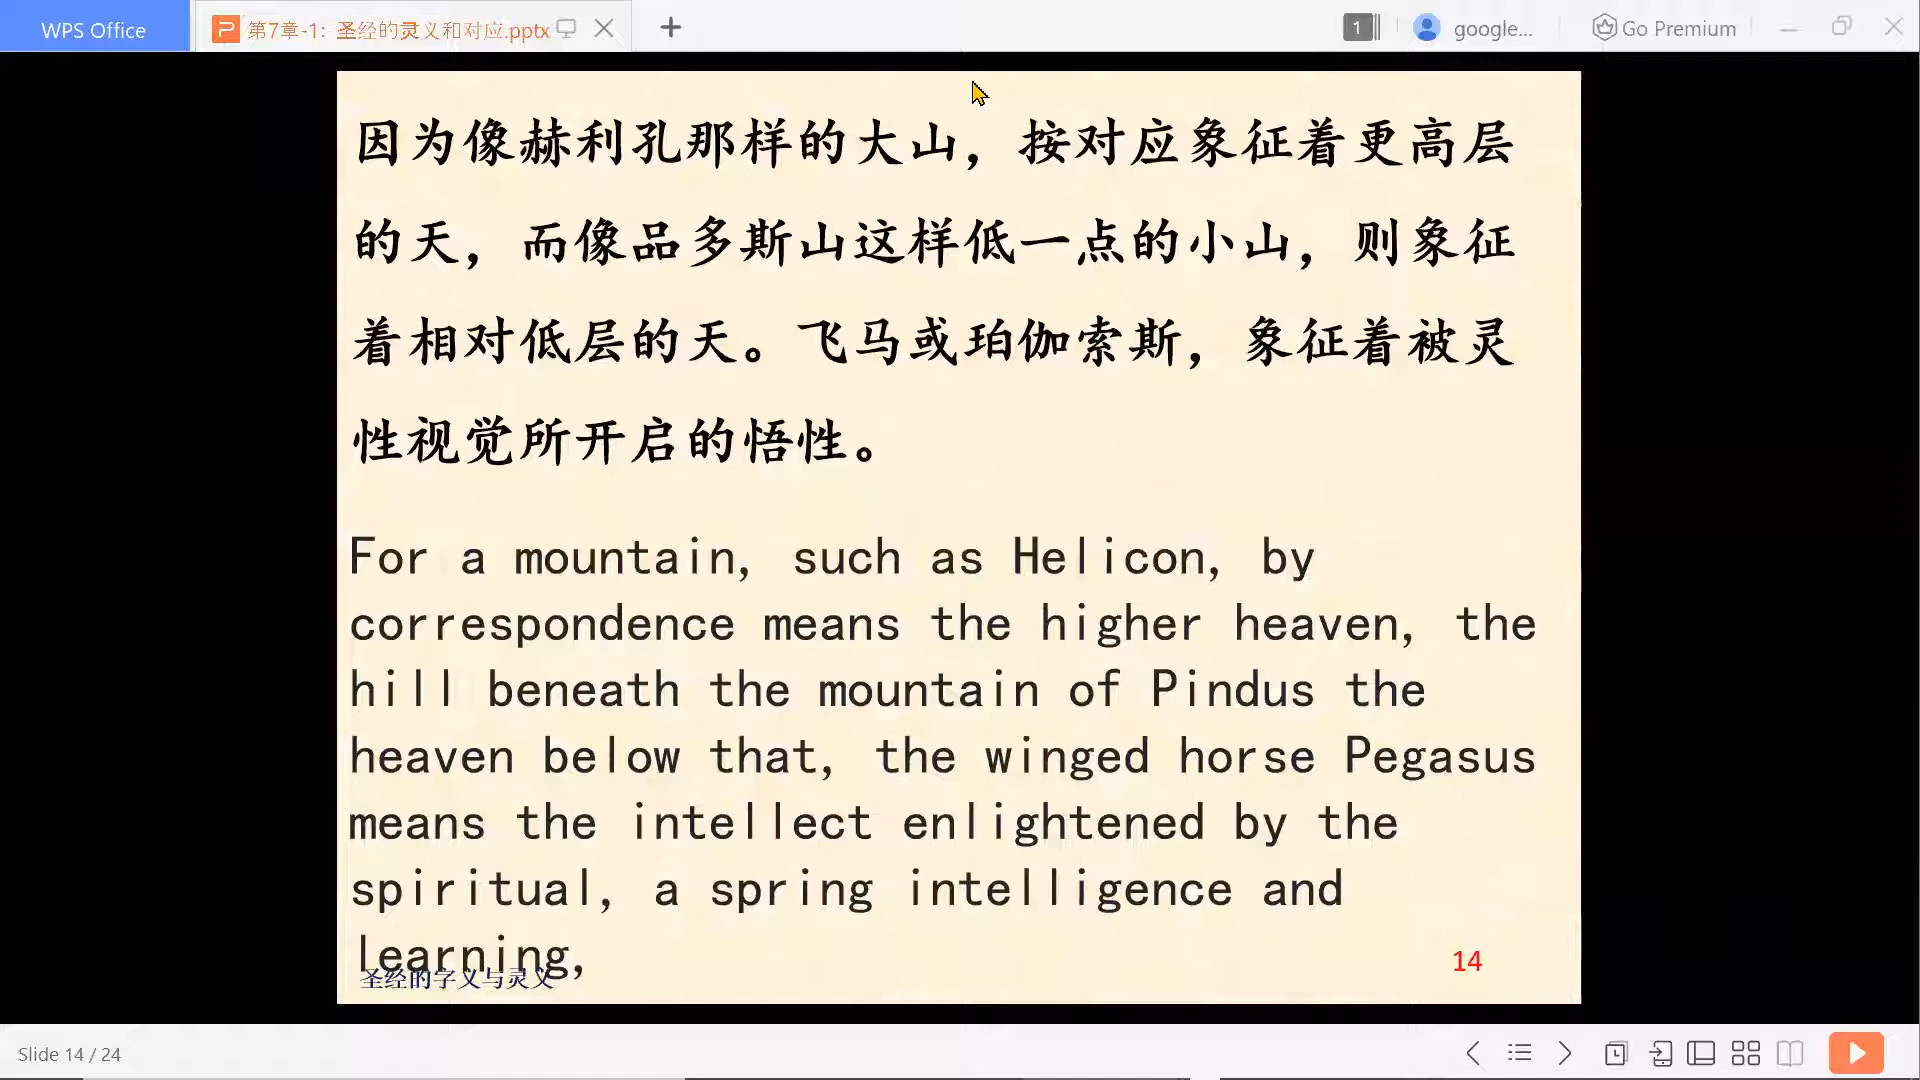 WPS Office
第7章-1：圣经的灵义和对应.pptx
1
google...
Go Premium
因为像赫利孔那样的大山，按对应象征着更高层
的天，而像品多斯山这样低一点的小山，则象征
着相对低层的天。飞马或珀伽索斯，象征着被灵
性视觉所开启的悟性。
For a mountain, such as Helicon, by
correspondence means the higher heaven, the
hill beneath the mountain of Pindus the
heaven below that, the winged horse Pegasus
means the intellect enlightened by the
spiritual, a spring intelligence and
learning,
圣经的字义与灵义
14
Slide 14 / 24